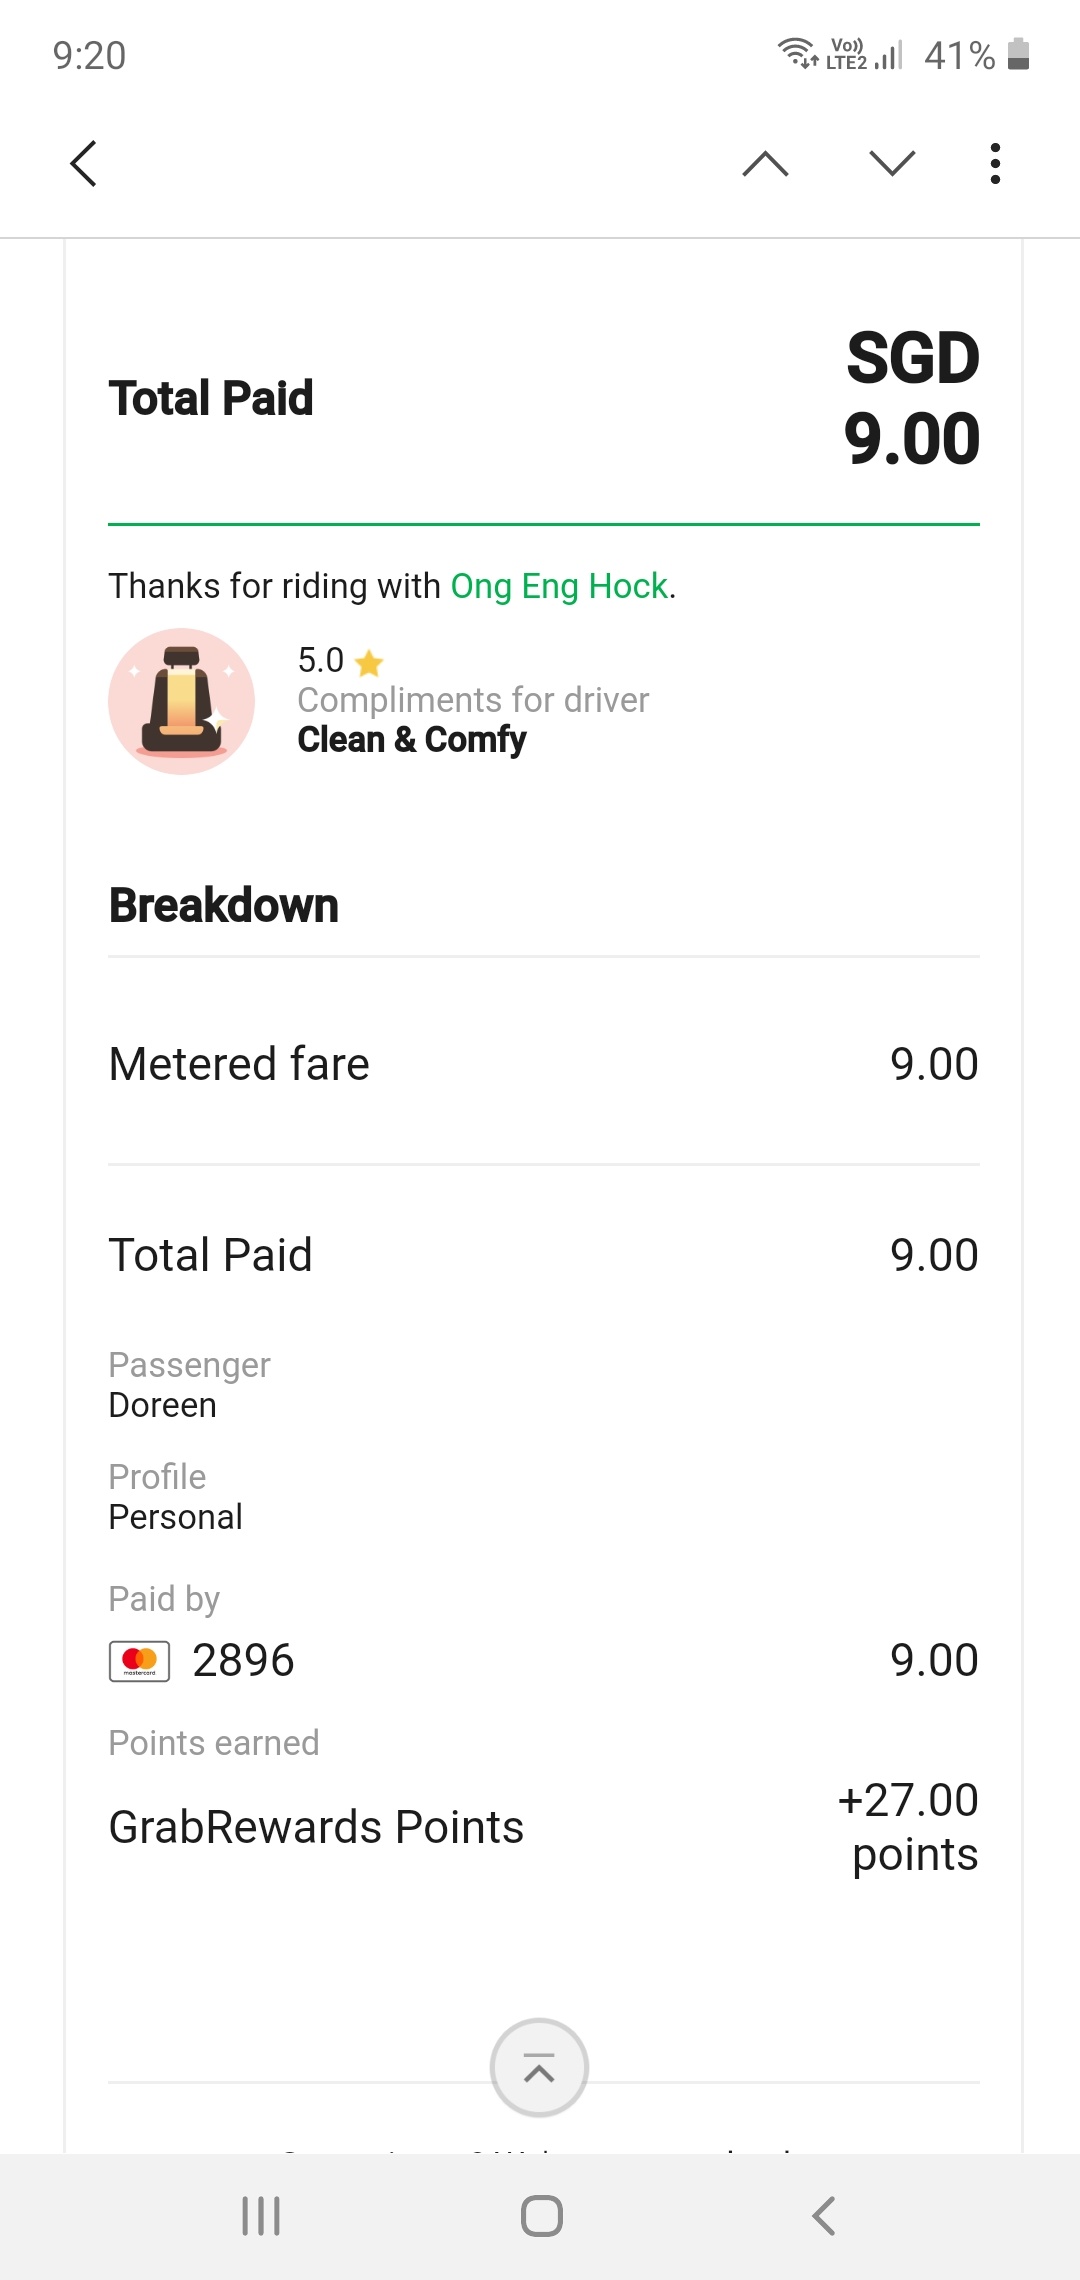 9:20
Vo)) LTE2 41%
Total Paid
SGD
9.00
Thanks for riding with Ong Eng Hock.
5.0
Compliments for driver
Clean & Comfy
Breakdown
Metered fare 9.00
Total Paid 9.00
Passenger
Doreen
Profile
Personal
Paid by
mastercard 2896 9.00
Points earned
GrabRewards Points +27.00
points